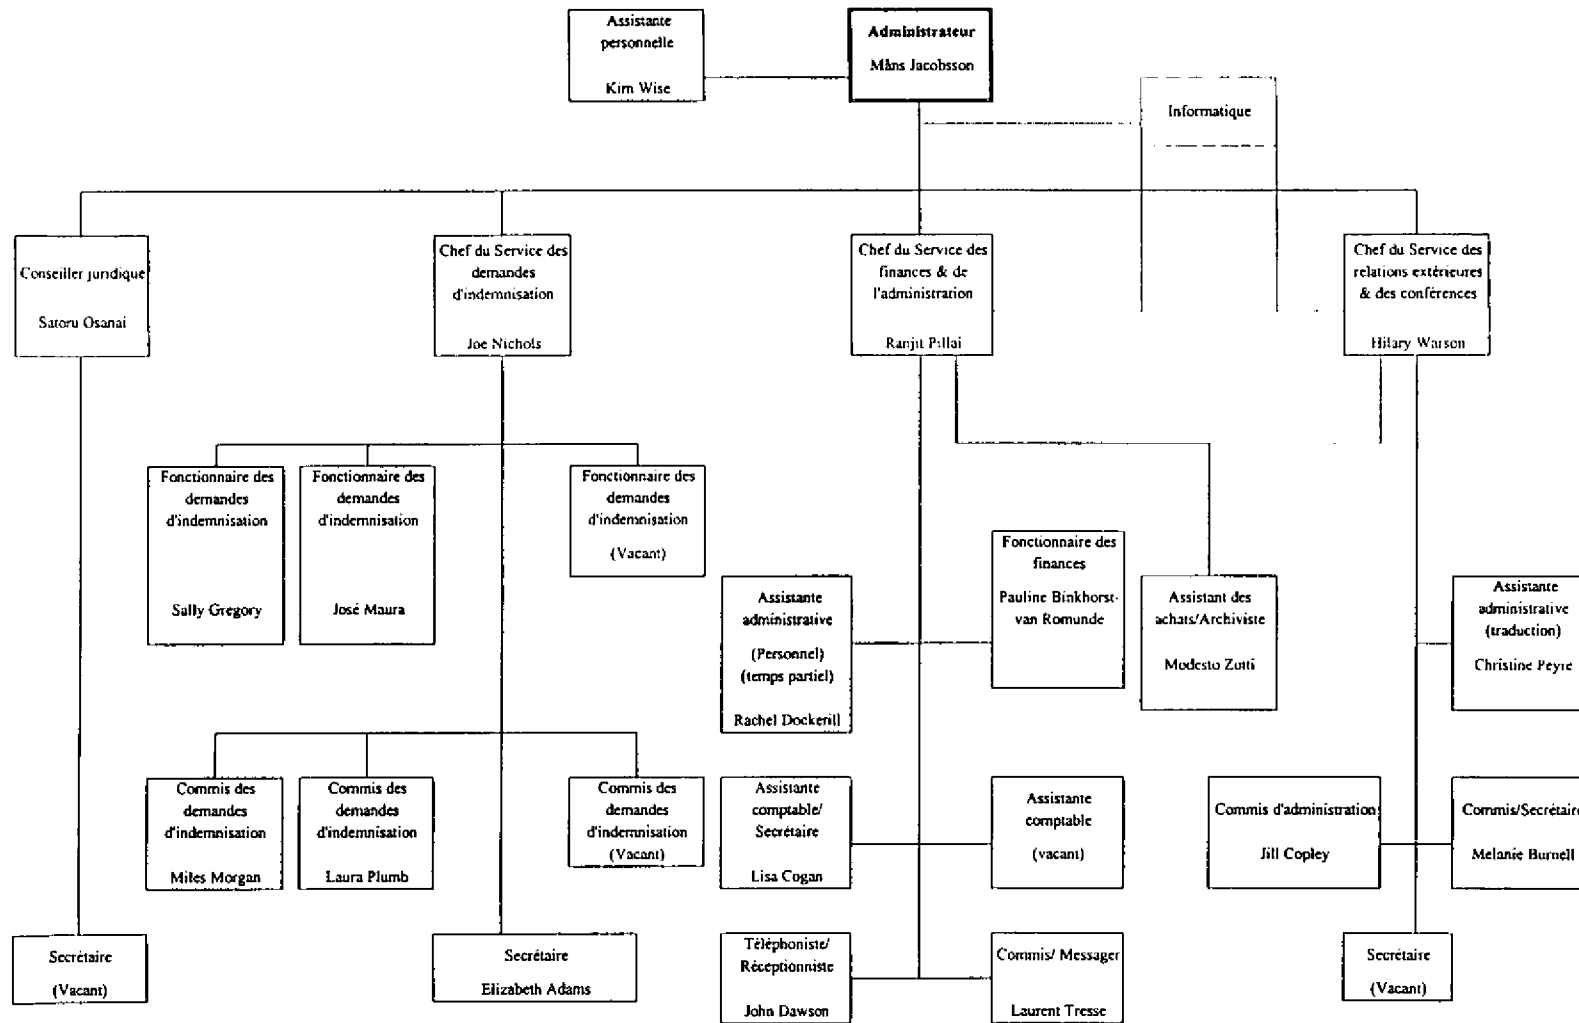 Assistante
personnelle
Kim Wise
Administrateur
Måns Jacobsson
Informatique
Conseiller juridique
Satoru Osanai
Chef du Service des
demandes
d'indemnisation
Joe Nichols
Chef du Service des
finances & de
l'administration
Ranjit Pillai
Chef du Service des
relations extérieures
& des conférences
Hilary Warson
Fonctionnaire des
demandes
d'indemnisation
Sally Gregory
Fonctionnaire des
demandes
d'indemnisation
José Maura
Fonctionnaire des
demandes
d'indemnisation
(Vacant)
Assistante
administrative
(Personnel)
(temps partiel)
Rachel Dockerill
Fonctionnaire des
finances
Pauline Binkhorst-
van Romunde
Assistant des
achats/Archiviste
Modesto Zotti
Assistante
administrative
(traduction)
Christine Peyre
Commis des
demandes
d'indemnisation
Miles Morgan
Commis des
demandes
d'indemnisation
Laura Plumb
Commis des
demandes
d'indemnisation
(Vacant)
Assistante
comptable/
Secrétaire
Lisa Cogan
Assistante
comptable
(vacant)
Commis d'administration
Jill Copley
Commis/Secrétaire
Melanie Burnell
Secrétaire
(Vacant)
Secrétaire
Elizabeth Adams
Téléphoniste/
Réceptionniste
John Dawson
Commis/ Messager
Laurent Tresse
Secrétaire
(Vacant)